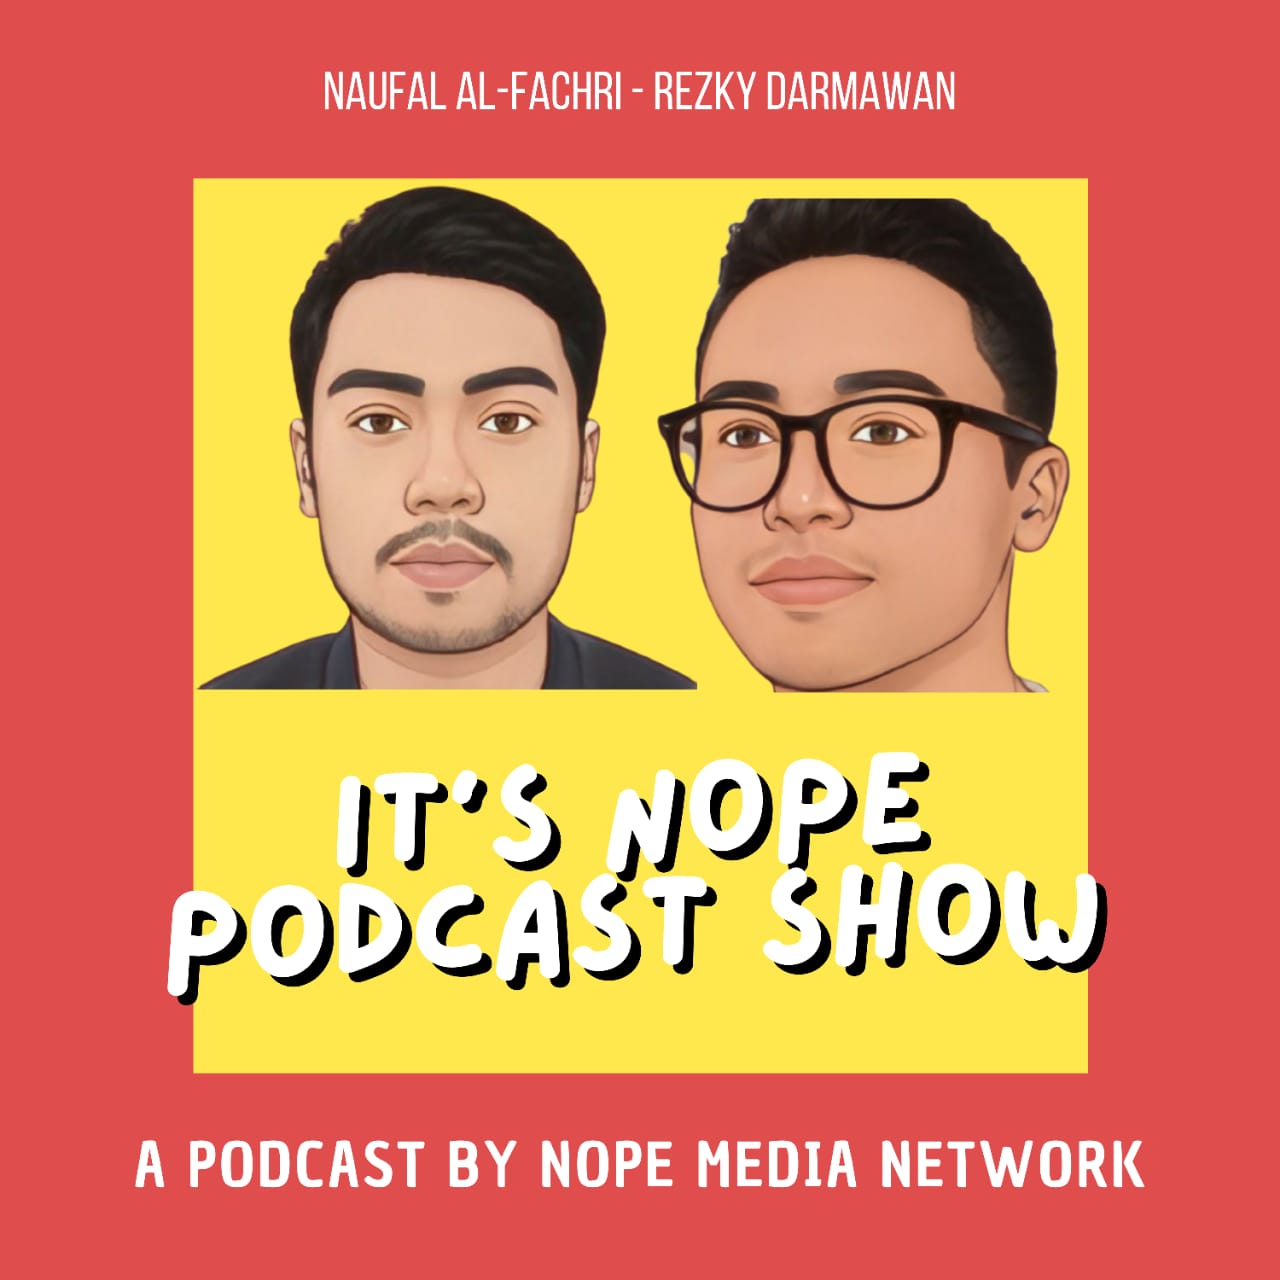 NAUFAL AL-FACHRI - REZKY DARMAWAN
IT'S NOPE
PODCAST SHOW
A PODCAST BY NOPE MEDIA NETWORK